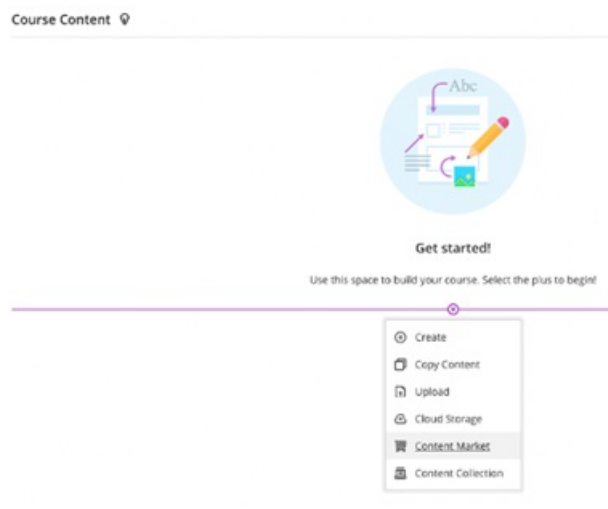 Course Content
Abc
Get started!
Use this space to build your course. Select the plus to begin!
Create
Copy Content
Upload
Cloud Storage
Content Market
Content Collection